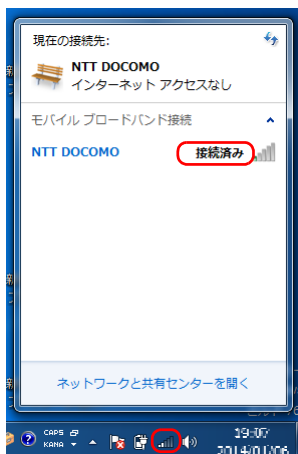 現在の接続先:
NTT DOCOMO
インターネット アクセスなし
モバイル ブロードバンド接続
NTT DOCOMO 接続済み
ネットワークと共有センターを開く
CAPS
KANA
19:07
2014/01/06